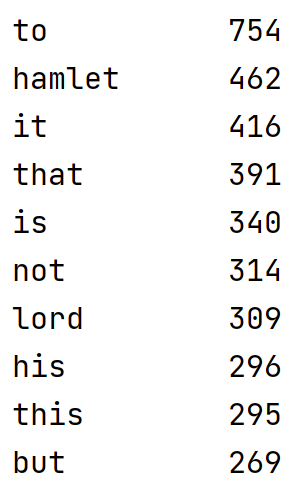 to 754
hamlet 462
it 416
that 391
is 340
not 314
lord 309
his 296
this 295
but 269